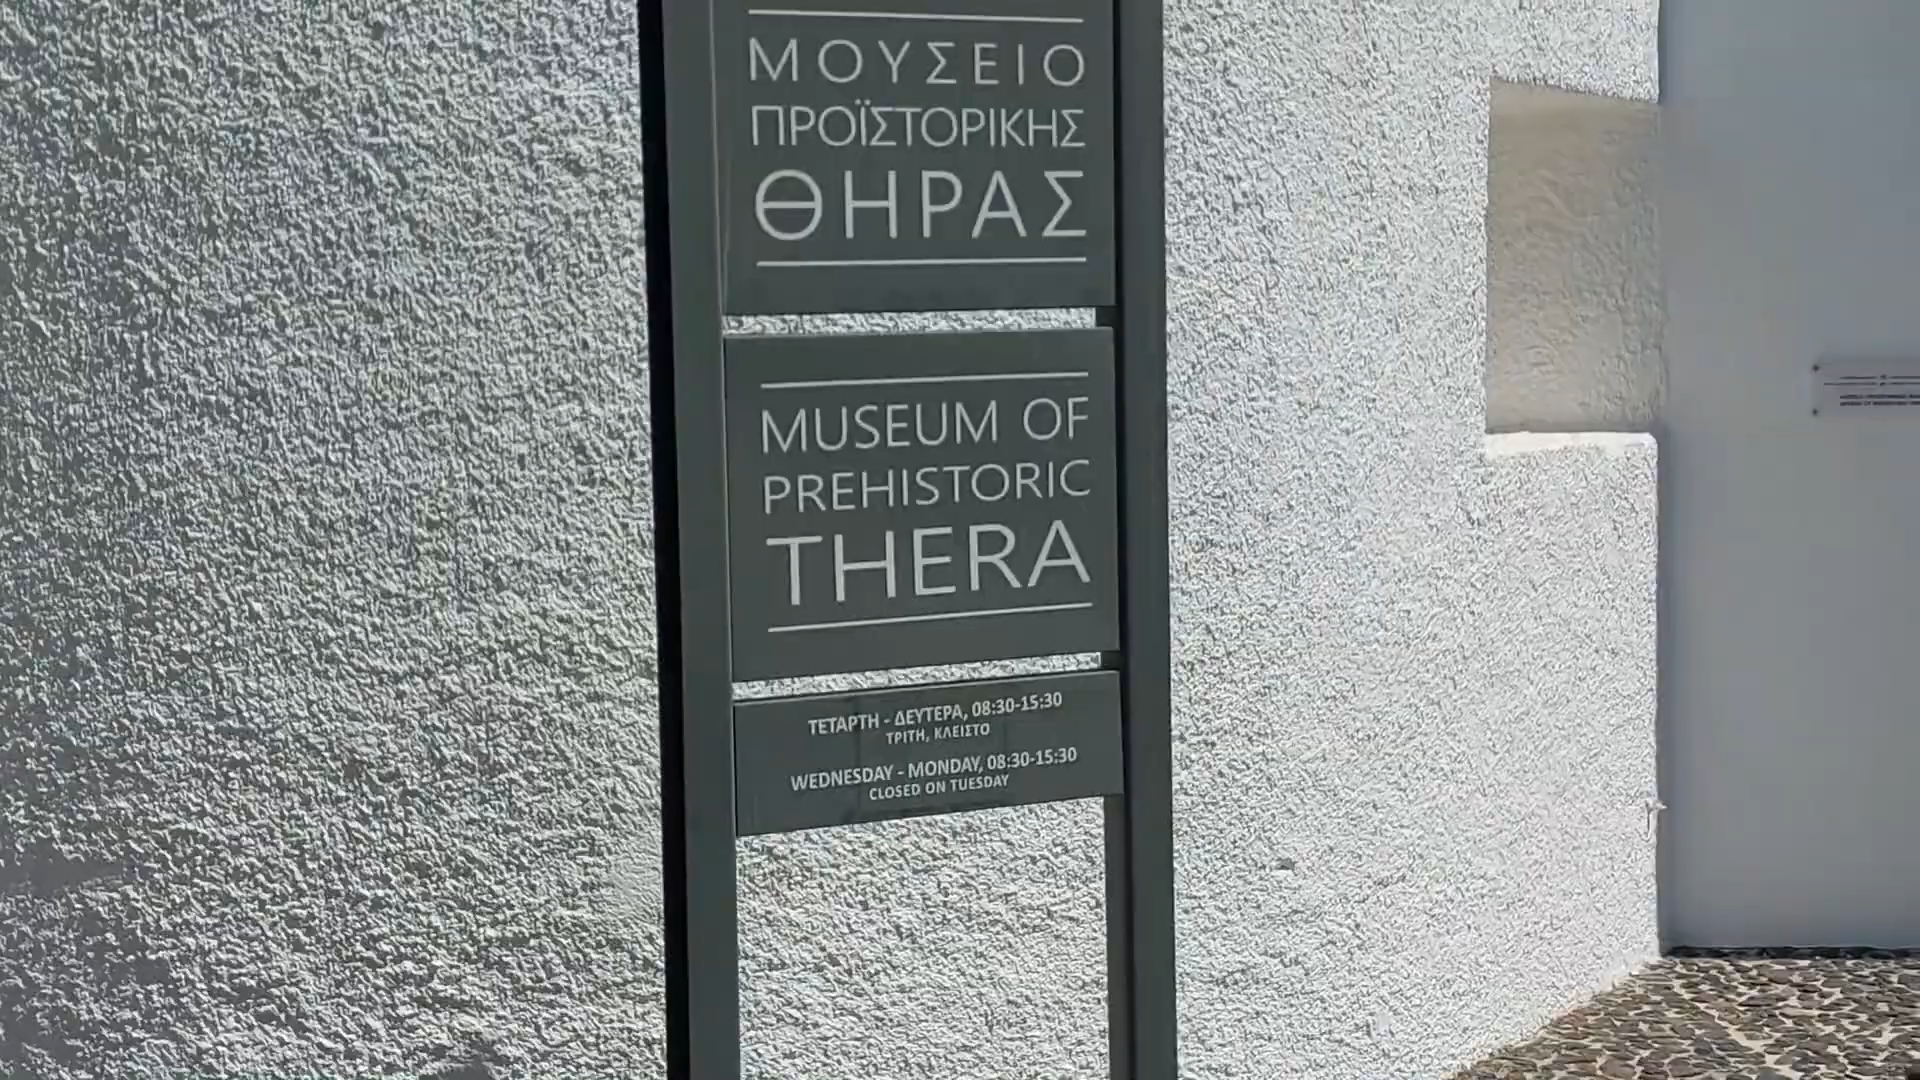 ΜΟΥΣΕΙΟ
ΠΡΟΪΣΤΟΡΙΚΗΣ
ΘΗΡΑΣ
MUSEUM OF
PREHISTORIC
THERA
ΤΕΤΑΡΤΗ - ΔΕΥΤΕΡΑ, 08:30-15:30
ΤΡΙΤΗ, ΚΛΕΙΣΤΟ
WEDNESDAY - MONDAY, 08:30-15:30
CLOSED ON TUESDAY